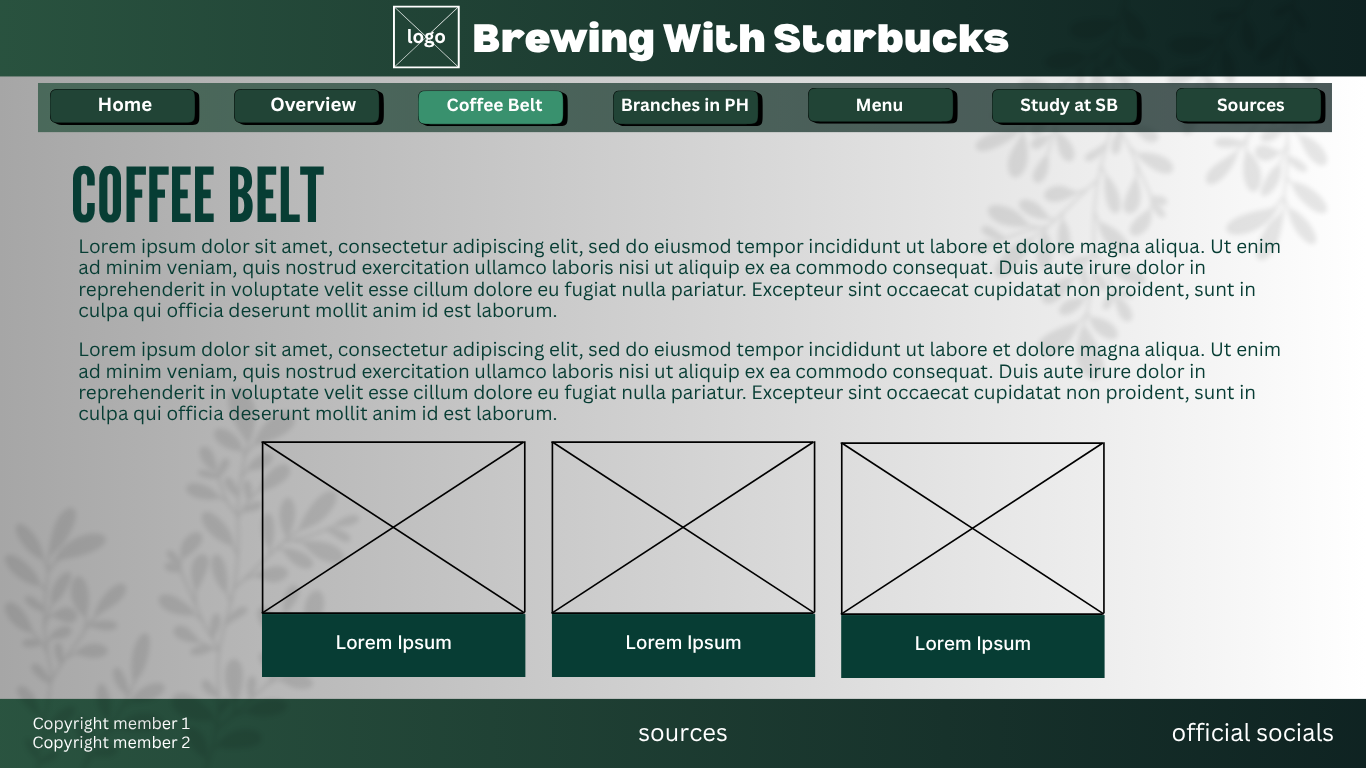 logo
Brewing With Starbucks
Home
Overview
Coffee Belt
Branches in PH
Menu
Study at SB
Sources
COFFEE BELT
Lorem ipsum dolor sit amet, consectetur adipiscing elit, sed do eiusmod tempor incididunt ut labore et dolore magna aliqua. Ut enim
ad minim veniam, quis nostrud exercitation ullamco laboris nisi ut aliquip ex ea commodo consequat. Duis aute irure dolor in
reprehenderit in voluptate velit esse cillum dolore eu fugiat nulla pariatur. Excepteur sint occaecat cupidatat non proident, sunt in
culpa qui officia deserunt mollit anim id est laborum.
Lorem ipsum dolor sit amet, consectetur adipiscing elit, sed do eiusmod tempor incididunt ut labore et dolore magna aliqua. Ut enim
ad minim veniam, quis nostrud exercitation ullamco laboris nisi ut aliquip ex ea commodo consequat. Duis aute irure dolor in
reprehenderit in voluptate velit esse cillum dolore eu fugiat nulla pariatur. Excepteur sint occaecat cupidatat non proident, sunt in
culpa qui officia deserunt mollit anim id est laborum.
Lorem Ipsum
Lorem Ipsum
Lorem Ipsum
Copyright member 1
Copyright member 2
sources
official socials